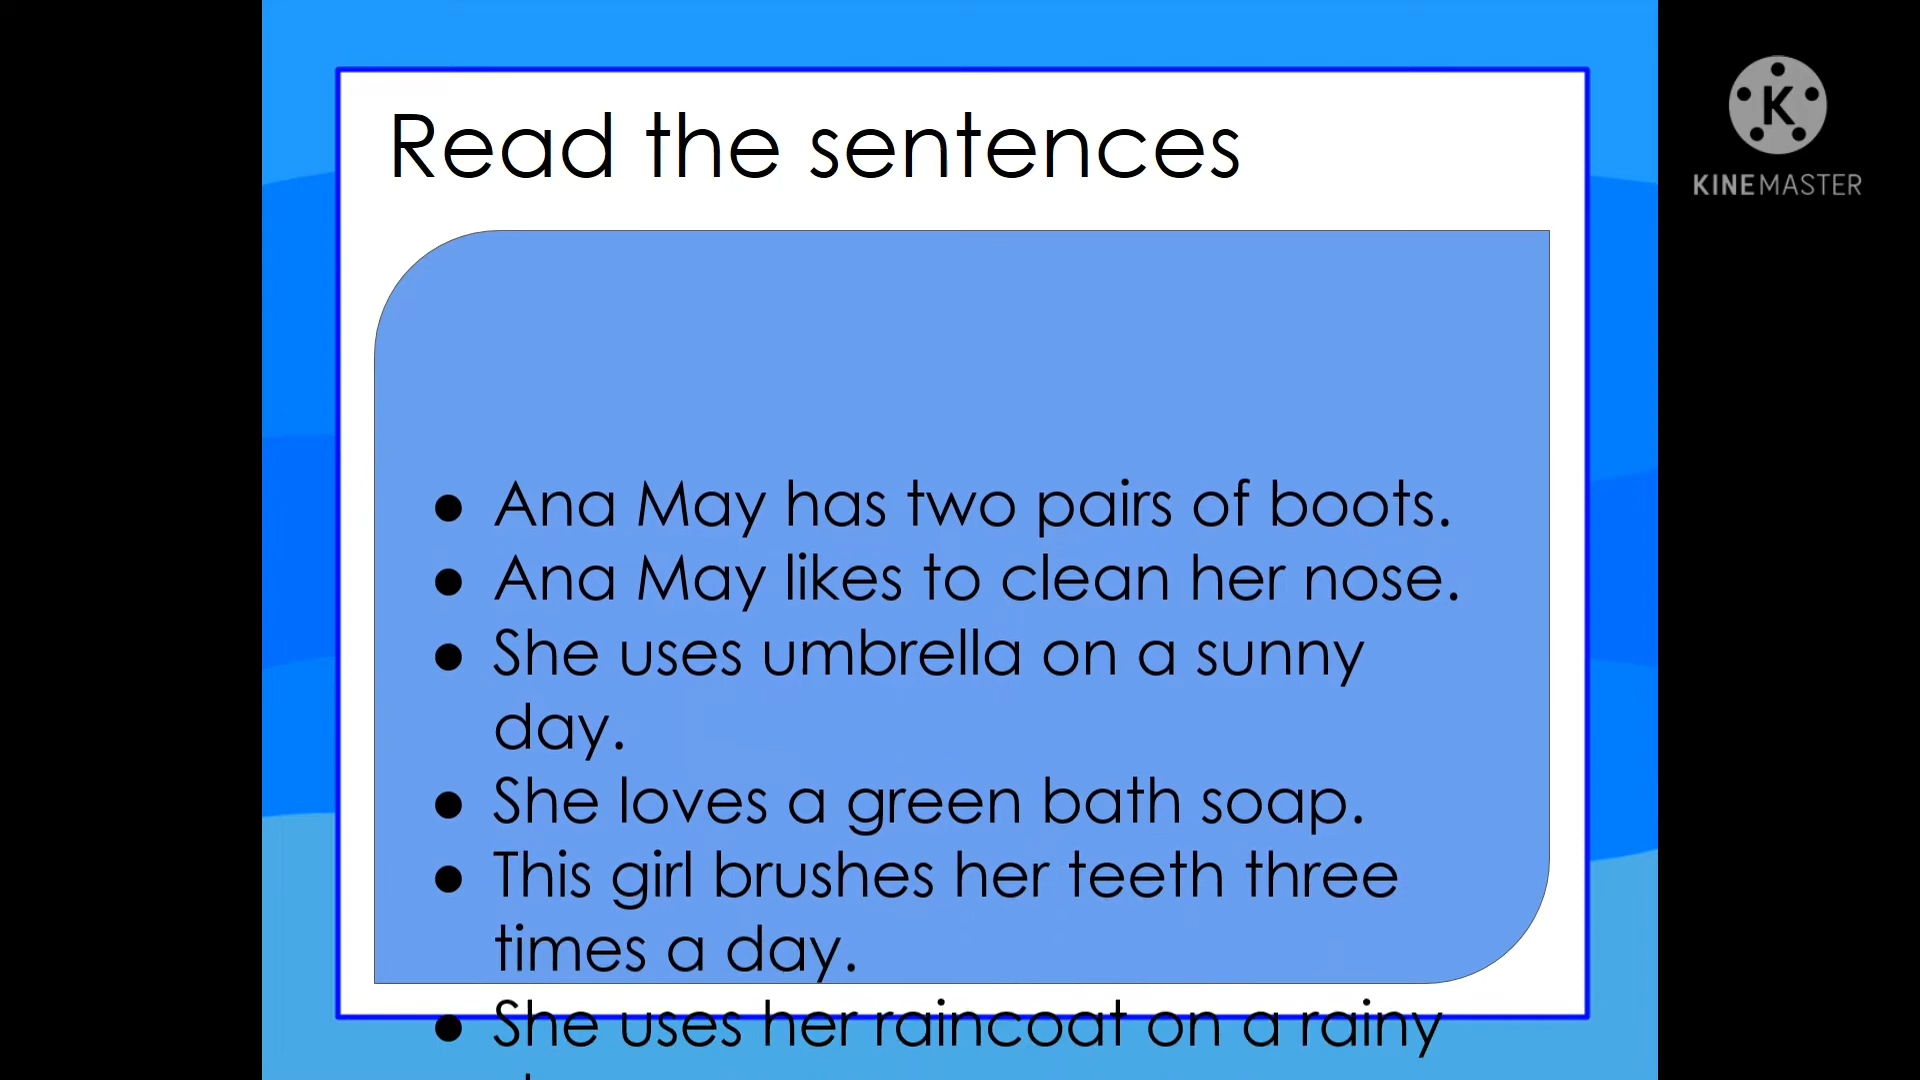 Read the sentences
KINEMASTER
● Ana May has two pairs of boots.
● Ana May likes to clean her nose.
● She uses umbrella on a sunny
day.
● She loves a green bath soap.
● This girl brushes her teeth three
times a day.
● She uses her raincoat on a rainy